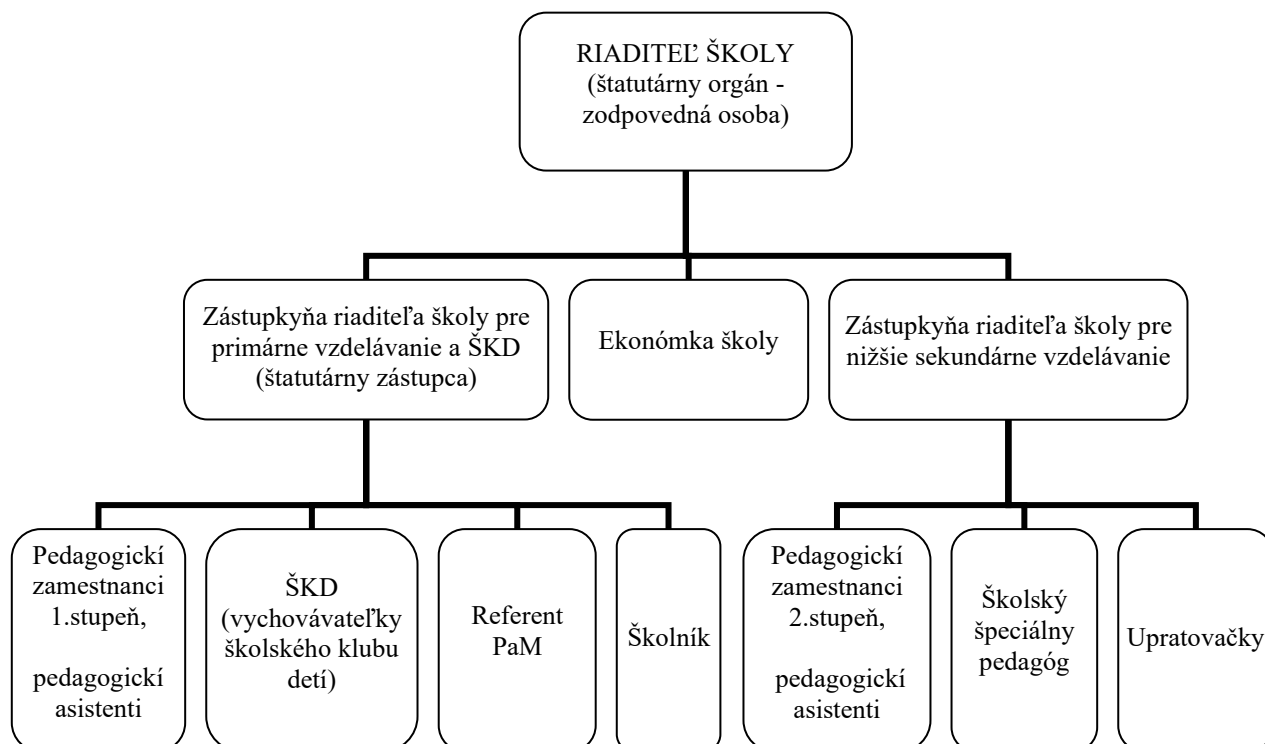 RIADITEĽ ŠKOLY
(štatutárny orgán -
zodpovedná osoba)
Zástupkyňa riaditeľa školy pre
primárne vzdelávanie a ŠKD
(štatutárny zástupca)
Ekonómka školy
Zástupkyňa riaditeľa školy pre
nižšie sekundárne vzdelávanie
Pedagogickí
zamestnanci
1.stupeň,
pedagogickí
asistenti
ŠKD
(vychovávateľky
školského klubu
detí)
Referent
PaM
Školník
Pedagogickí
zamestnanci
2.stupeň,
pedagogickí
asistenti
Školský
špeciálny
pedagóg
Upratovačky